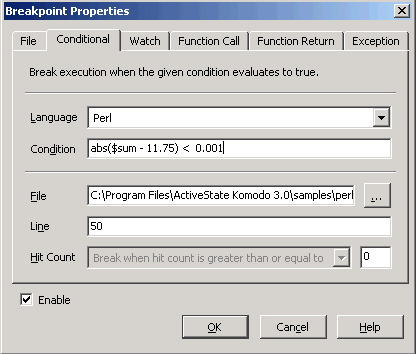 Breakpoint Properties
File Conditional Watch Function Call Function Return Exception
Break execution when the given condition evaluates to true.
Language Perl
Condition abs($sum - 11.75) < 0.001
File C:\Program Files\ActiveState Komodo 3.0\samples\perl ...
Line 50
Hit Count Break when hit count is greater than or equal to 0
Enable
OK Cancel Help